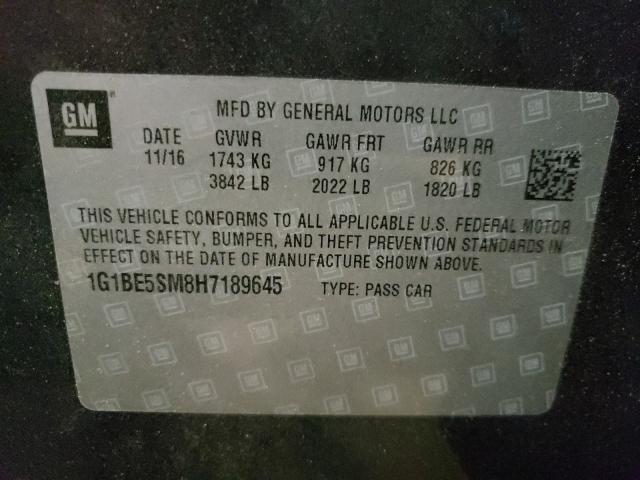 GM
MFD BY GENERAL MOTORS LLC
DATE GVWR GAWR FRT GAWR RR
11/16 1743 KG 917 KG 826 KG
3842 LB 2022 LB 1820 LB
THIS VEHICLE CONFORMS TO ALL APPLICABLE U.S. FEDERAL MOTOR
VEHICLE SAFETY, BUMPER, AND THEFT PREVENTION STANDARDS IN
EFFECT ON THE DATE OF MANUFACTURE SHOWN ABOVE.
1G1BE5SM8H7189645 TYPE: PASS CAR